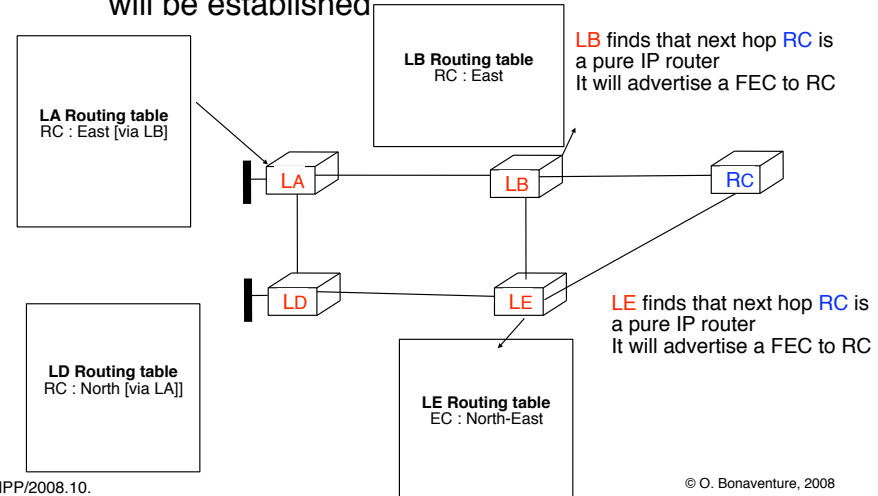 will be established
LB Routing table
RC : East
LB finds that next hop RC is
a pure IP router
It will advertise a FEC to RC
LA Routing table
RC : East [via LB]
LA
LB
RC
LD
LE
LE finds that next hop RC is
a pure IP router
It will advertise a FEC to RC
LD Routing table
RC : North [via LA]]
LE Routing table
EC : North-East
IPP/2008.10.
© O. Bonaventure, 2008